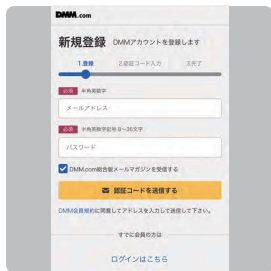 DMM.com
新規登録 DMMアカウントを登録します
1.登録 2.認証コード入力 3.完了
必須 半角英数字
メールアドレス
必須 半角英数字記号 8~36文字
パスワード
DMM.com総合版メールマガジンを受信する
認証コードを送信する
DMM会員規約に同意してアドレスを入力して送信して下さい。
すでに会員の方は
ログインはこちら